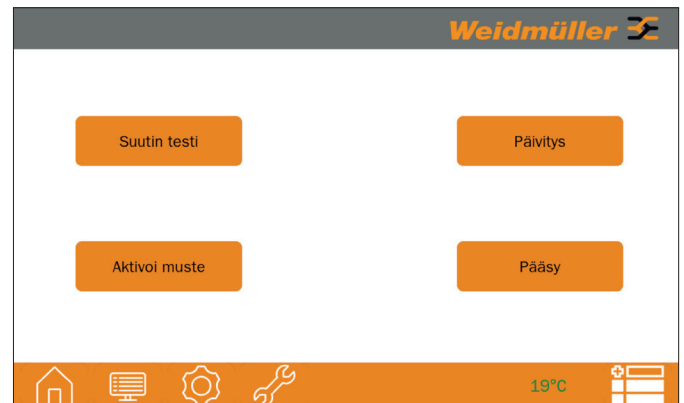 Weidmüller
Suutin testi
Päivitys
Aktivoi muste
Pääsy
19°C